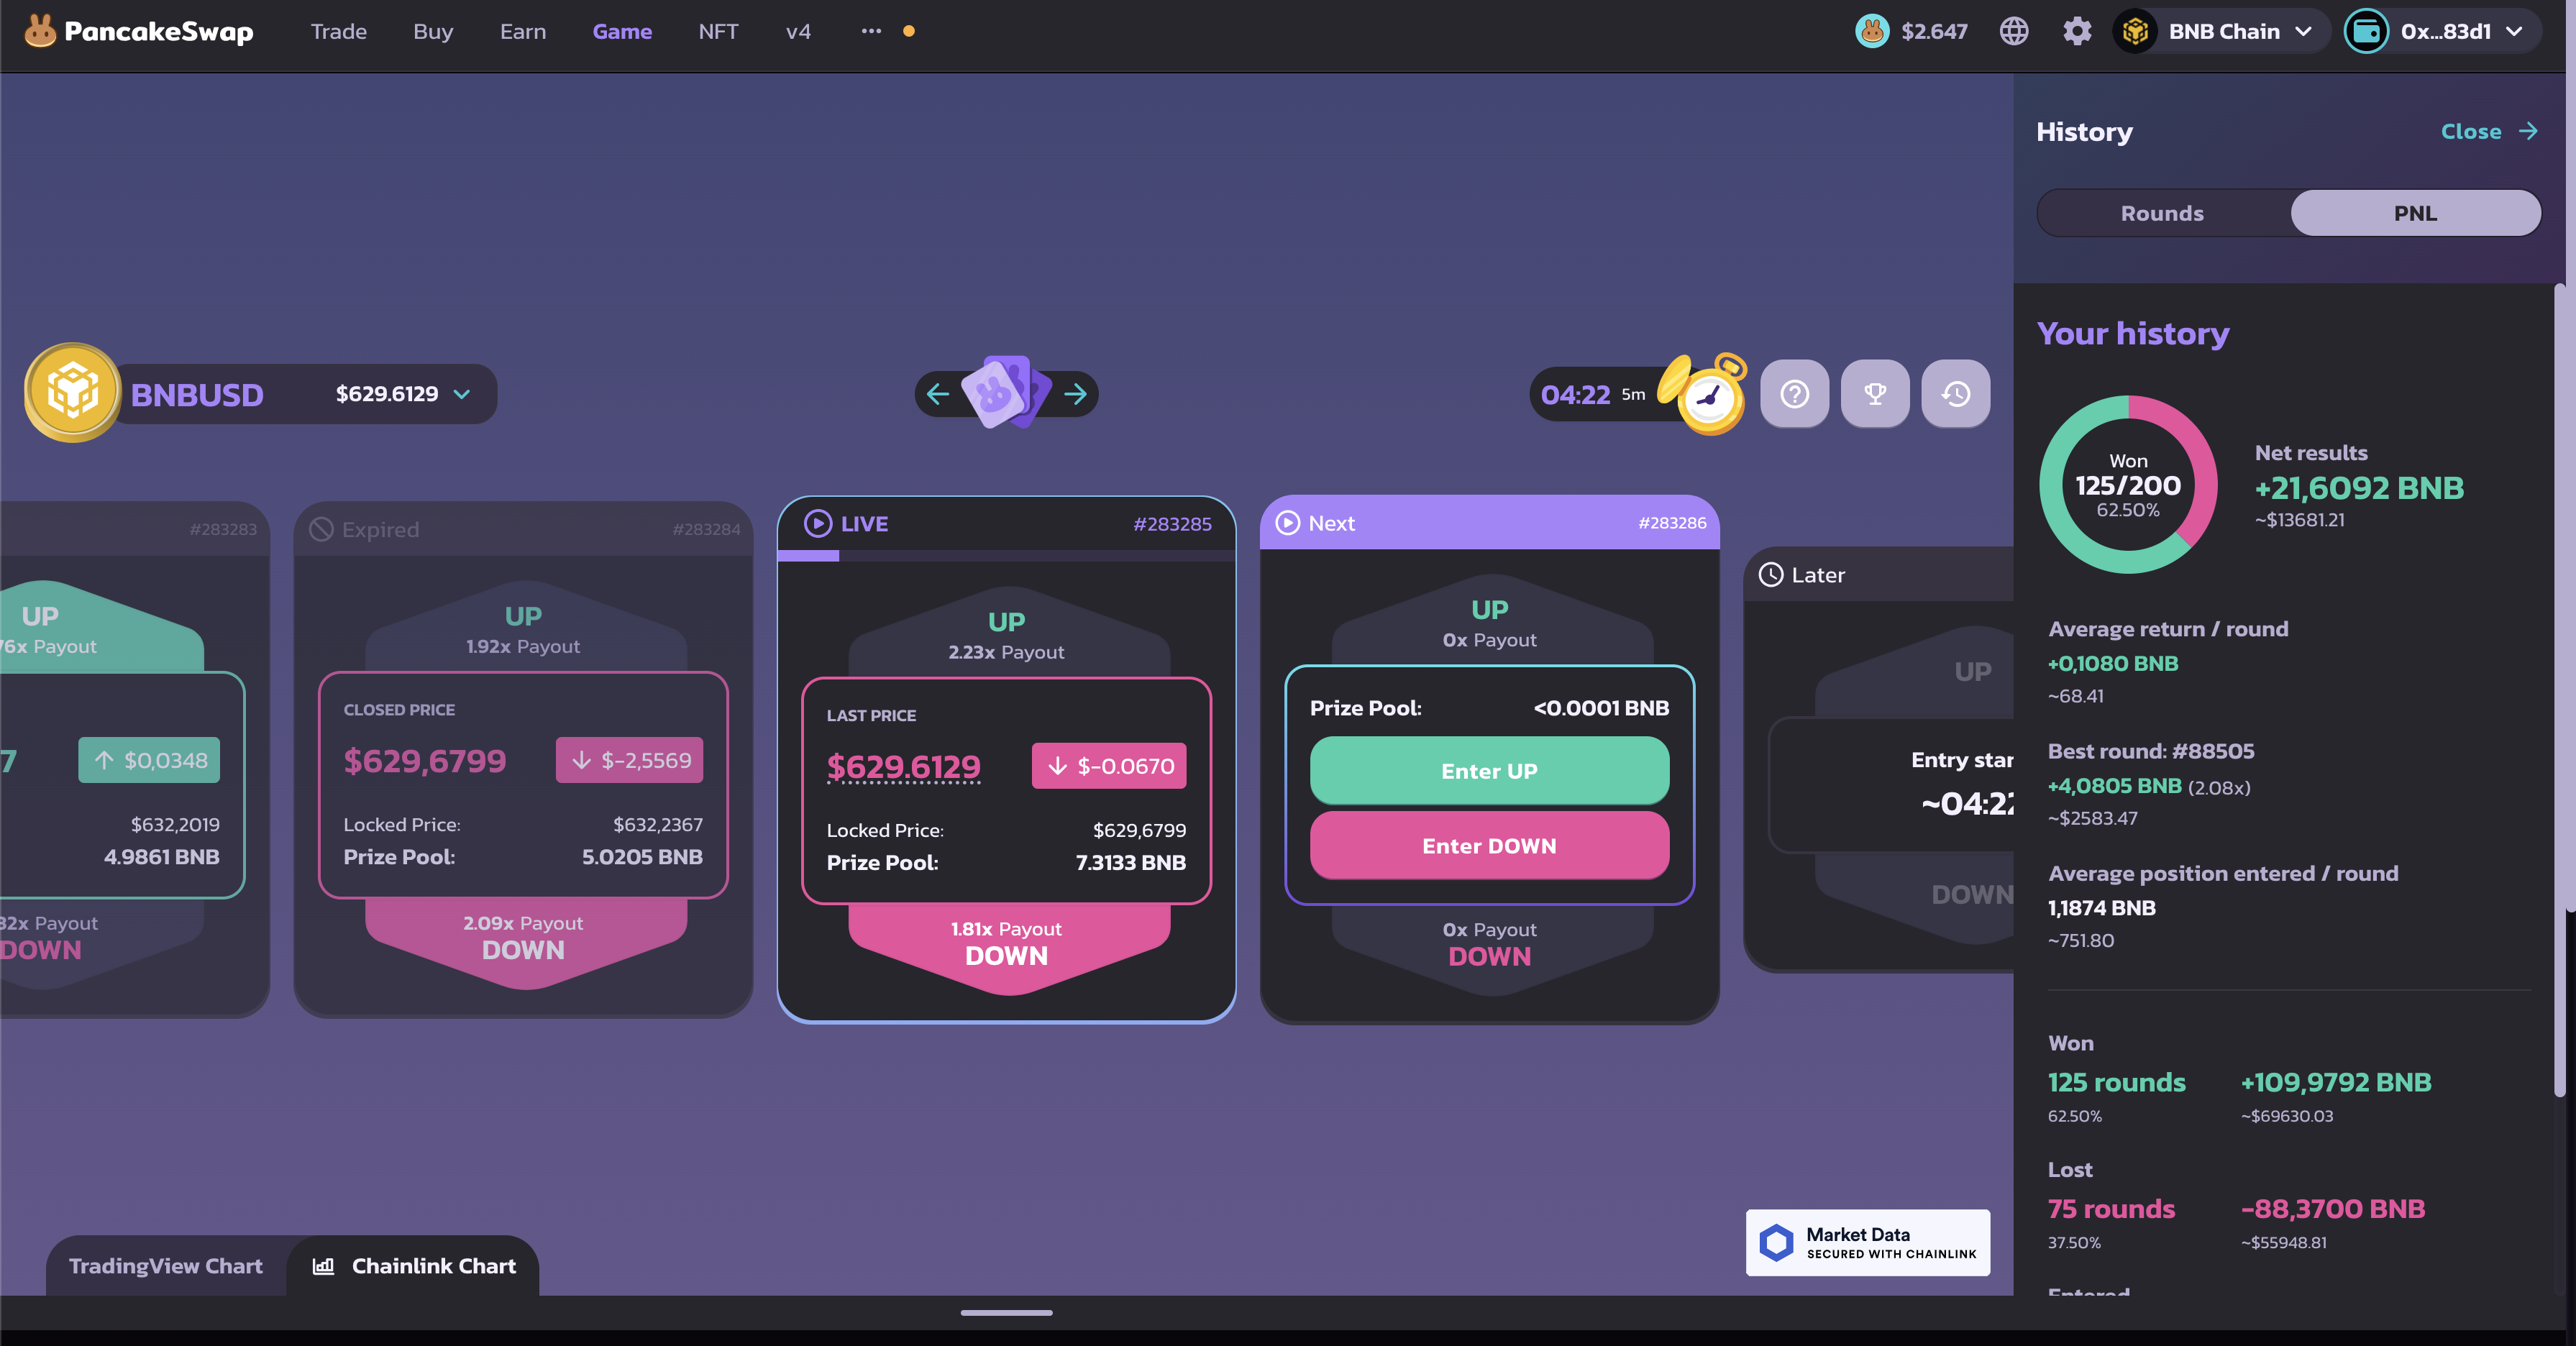 PancakeSwap
Trade Buy Earn Game NFT v4 ...
$2.647 BNB Chain 0x...83d1
History Close
Rounds PNL
BNBUSD $629.6129
04:22 5m
#283283
UP
76x Payout
7 $0,0348
$632,2019
4.9861 BNB
32x Payout
DOWN
Expired #283284
UP
1.92x Payout
CLOSED PRICE
$629,6799 $-2,5569
Locked Price: $632,2367
Prize Pool: 5.0205 BNB
2.09x Payout
DOWN
LIVE #283285
UP
2.23x Payout
LAST PRICE
$629.6129 $-0.0670
Locked Price: $629,6799
Prize Pool: 7.3133 BNB
1.81x Payout
DOWN
Next #283286
UP
0x Payout
Prize Pool: <0.0001 BNB
Enter UP
Enter DOWN
0x Payout
DOWN
Later
UP
Entry star
~04:22
DOWN
Your history
Won
125/200
62.50%
Net results
+21,6092 BNB
~$13681.21
Average return / round
+0,1080 BNB
~68.41
Best round: #88505
+4,0805 BNB (2.08x)
~$2583.47
Average position entered / round
1,1874 BNB
~751.80
Won
125 rounds +109,9792 BNB
62.50% ~$69630.03
Lost
75 rounds -88,3700 BNB
37.50% ~$55948.81
Entered
TradingView Chart Chainlink Chart
Market Data
SECURED WITH CHAINLINK